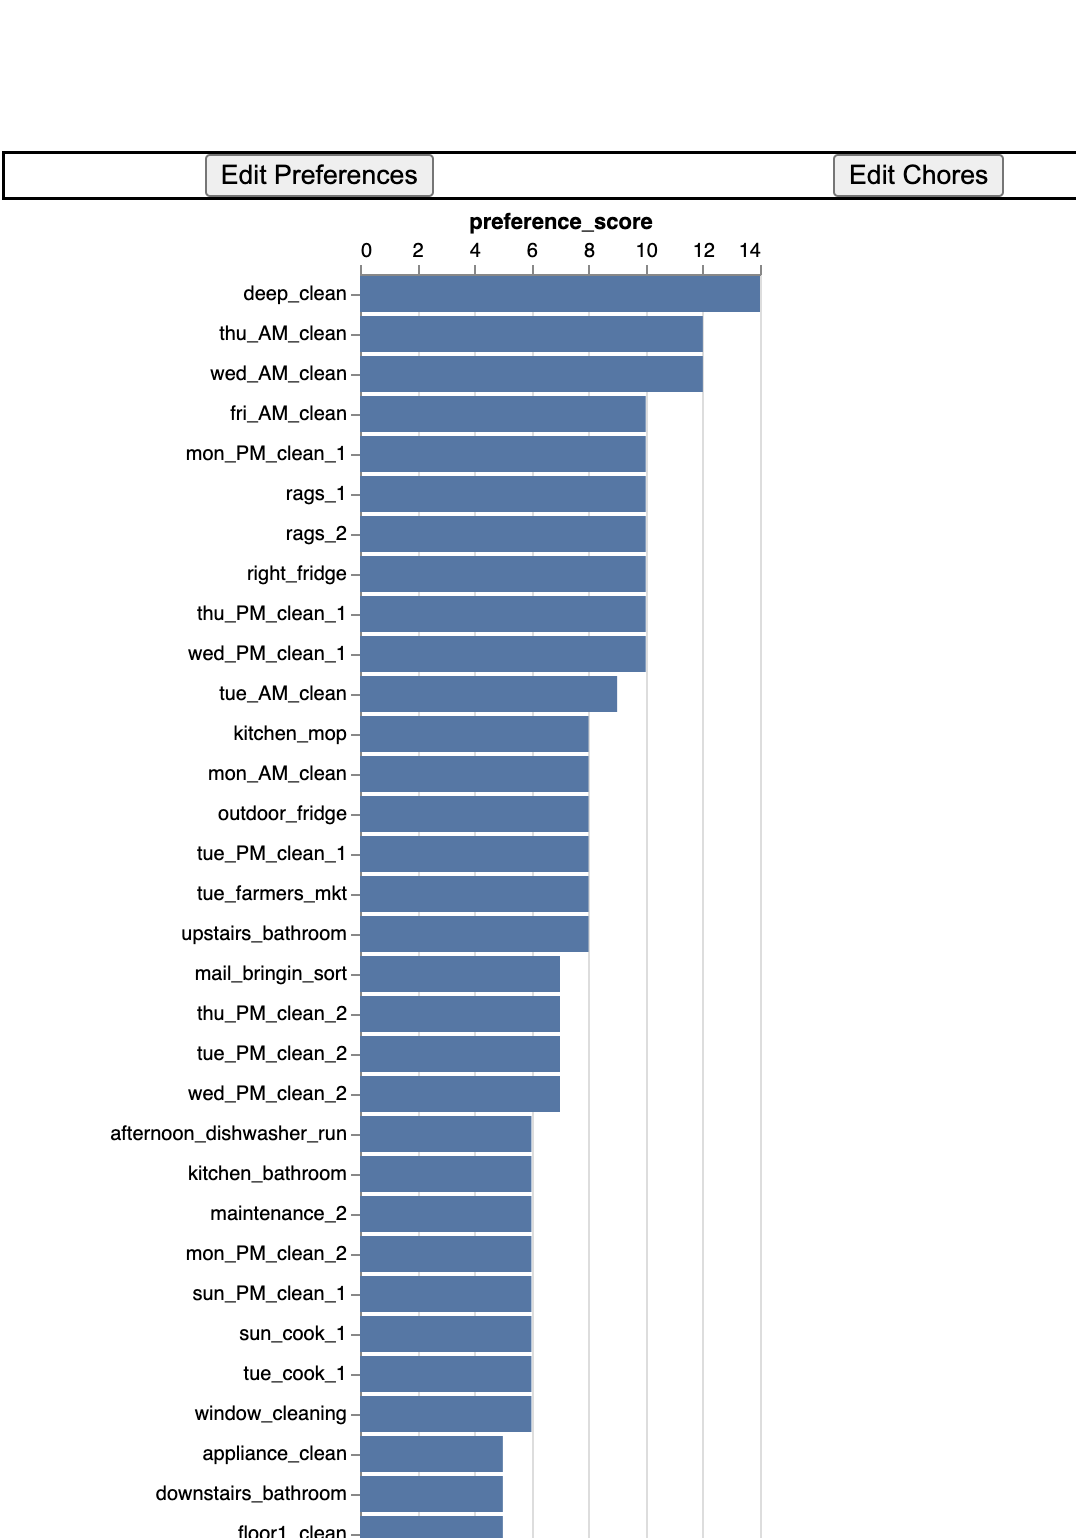 Edit Preferences Edit Chores
preference_score
0 2 4 6 8 10 12 14
deep_clean
thu_AM_clean
wed_AM_clean
fri_AM_clean
mon_PM_clean_1
rags_1
rags_2
right_fridge
thu_PM_clean_1
wed_PM_clean_1
tue_AM_clean
kitchen_mop
mon_AM_clean
outdoor_fridge
tue_PM_clean_1
tue_farmers_mkt
upstairs_bathroom
mail_bringin_sort
thu_PM_clean_2
tue_PM_clean_2
wed_PM_clean_2
afternoon_dishwasher_run
kitchen_bathroom
maintenance_2
mon_PM_clean_2
sun_PM_clean_1
sun_cook_1
tue_cook_1
window_cleaning
appliance_clean
downstairs_bathroom
floor1_clean